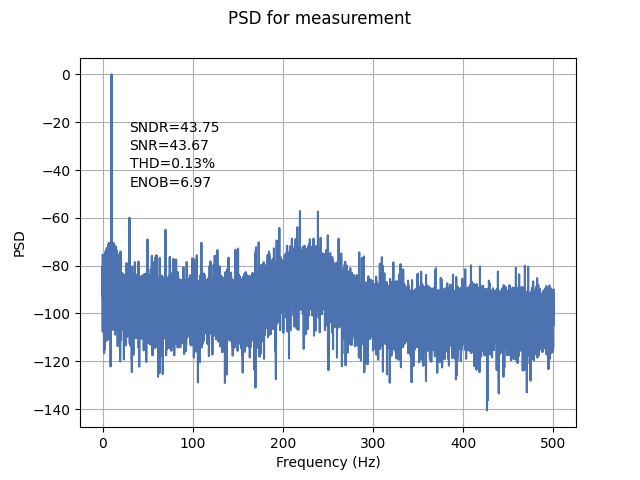 PSD for measurement
0
−20
−40
−60
−80
−100
−120
−140
PSD
SNDR=43.75
SNR=43.67
THD=0.13%
ENOB=6.97
0 100 200 300 400 500
Frequency (Hz)